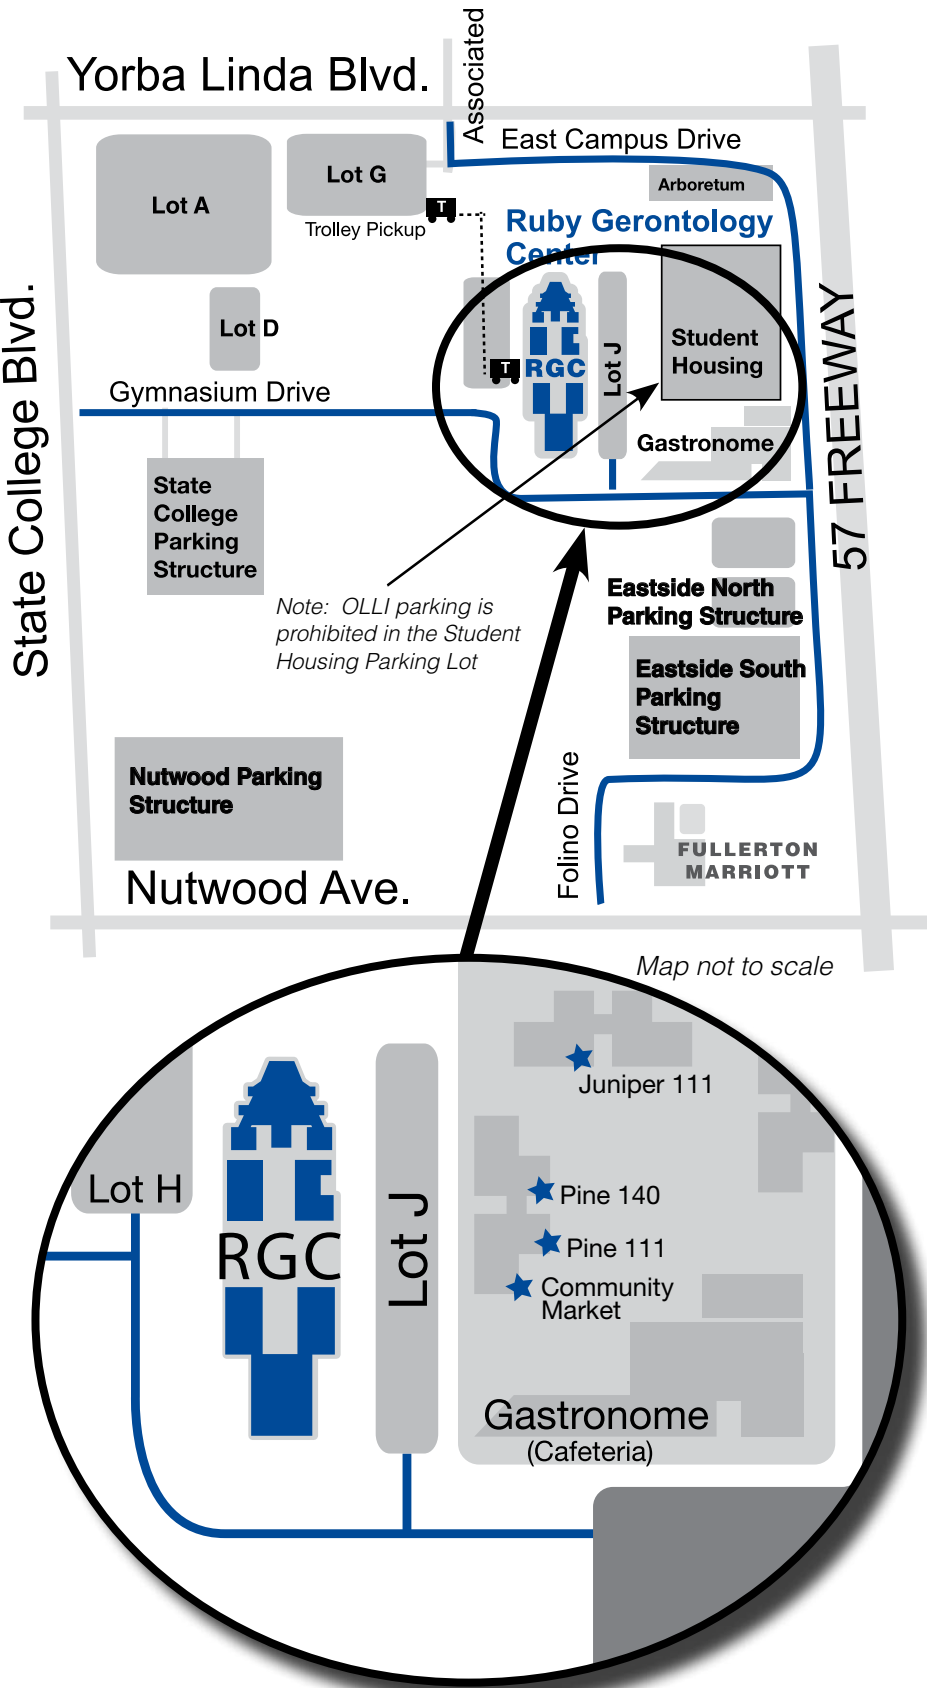 Yorba Linda Blvd.
Associated
East Campus Drive
Lot A
Lot G
Arboretum
T
Trolley Pickup
Ruby Gerontology
Center
State College Blvd.
Lot D
57 FREEWAY
Student
Housing
Lot J
T
RGC
Gymnasium Drive
Gastronome
State
College
Parking
Structure
Note: OLLI parking is
prohibited in the Student
Housing Parking Lot
Eastside North
Parking Structure
Eastside South
Parking
Structure
Nutwood Parking
Structure
Folino Drive
FULLERTON
MARRIOTT
Nutwood Ave.
Map not to scale
Juniper 111
Lot H
Pine 140
RGC
Lot J
Pine 111
Community
Market
Gastronome
(Cafeteria)